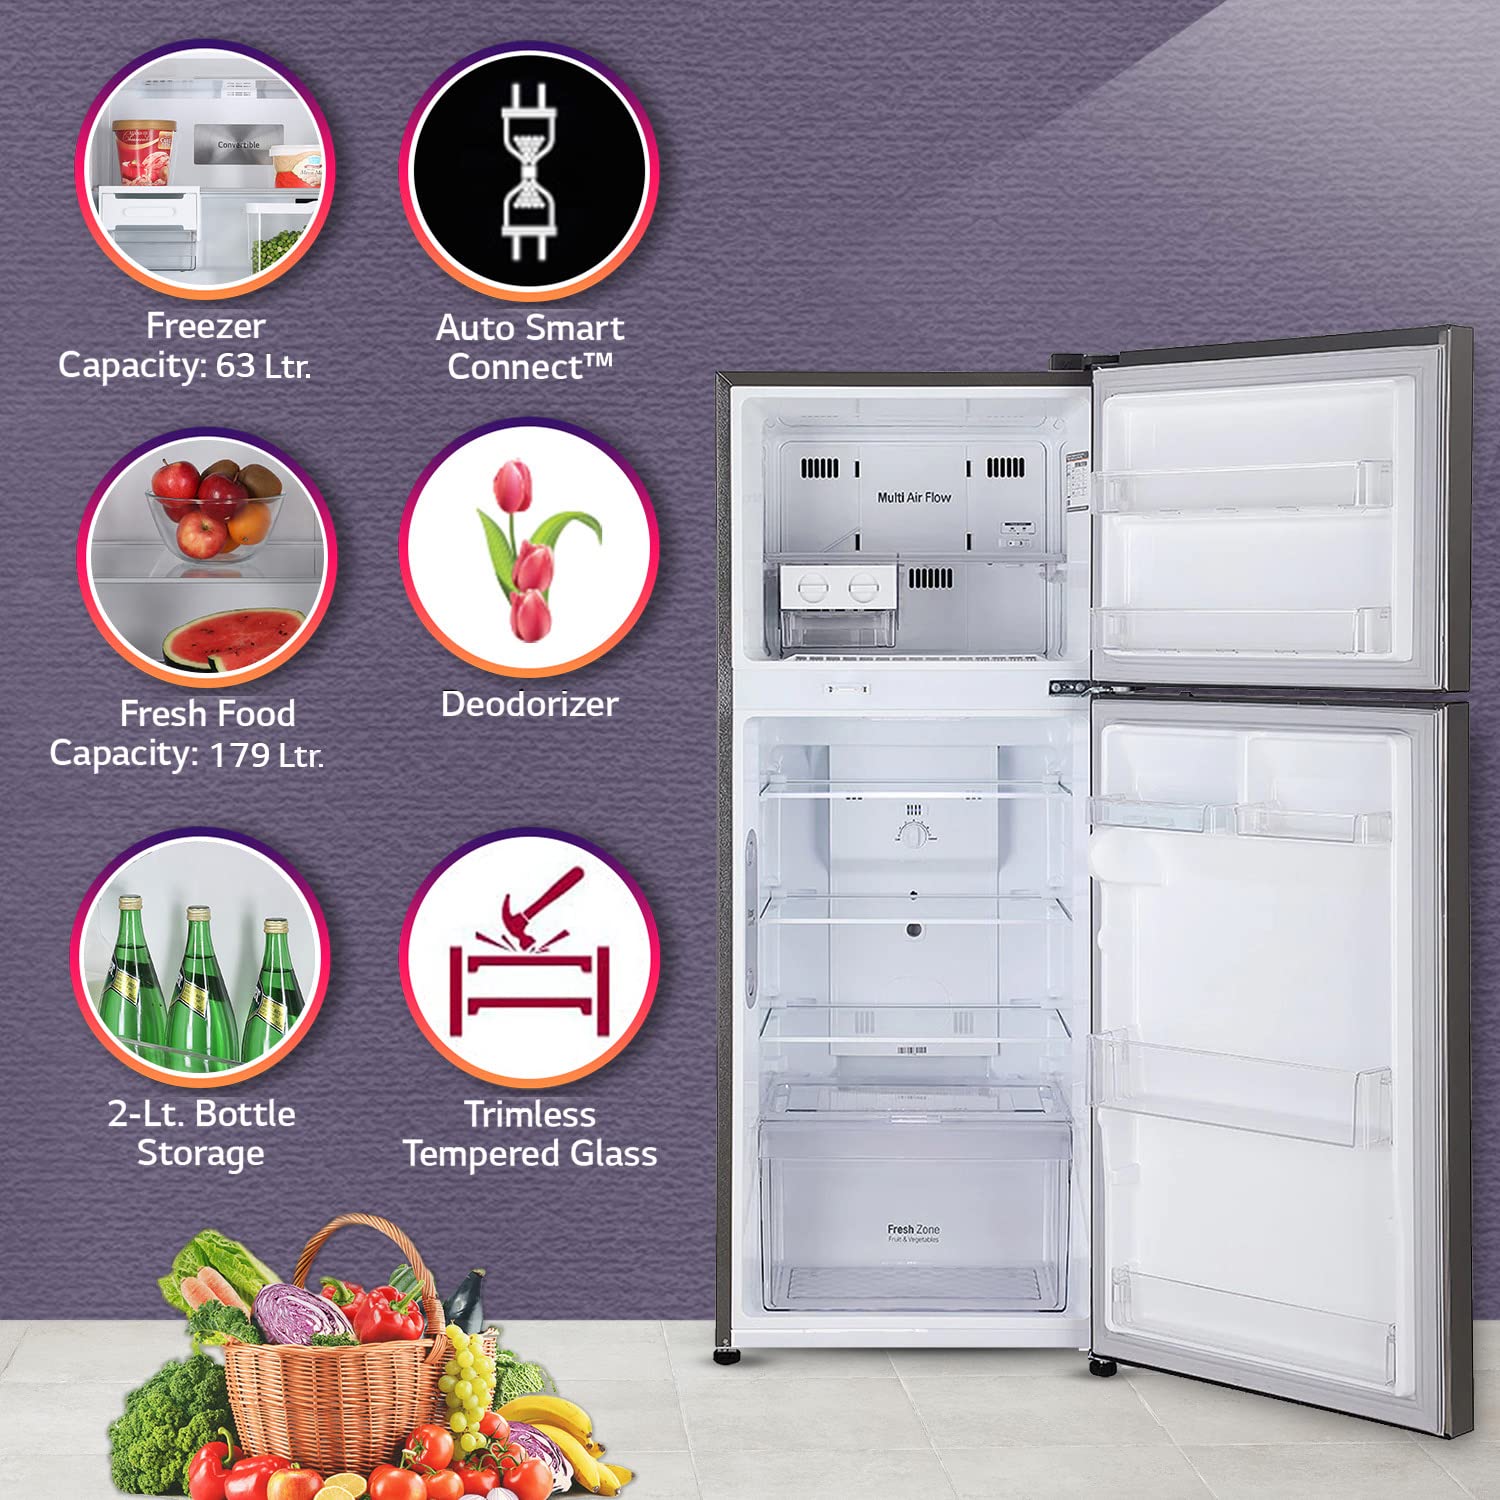 Convertible
Freezer
Capacity: 63 Ltr.
Auto Smart
Connect™
Fresh Food
Capacity: 179 Ltr.
Deodorizer
2-Lt. Bottle
Storage
Trimless
Tempered Glass
Multi Air Flow
Fresh Zone
Fruit & Vegetables